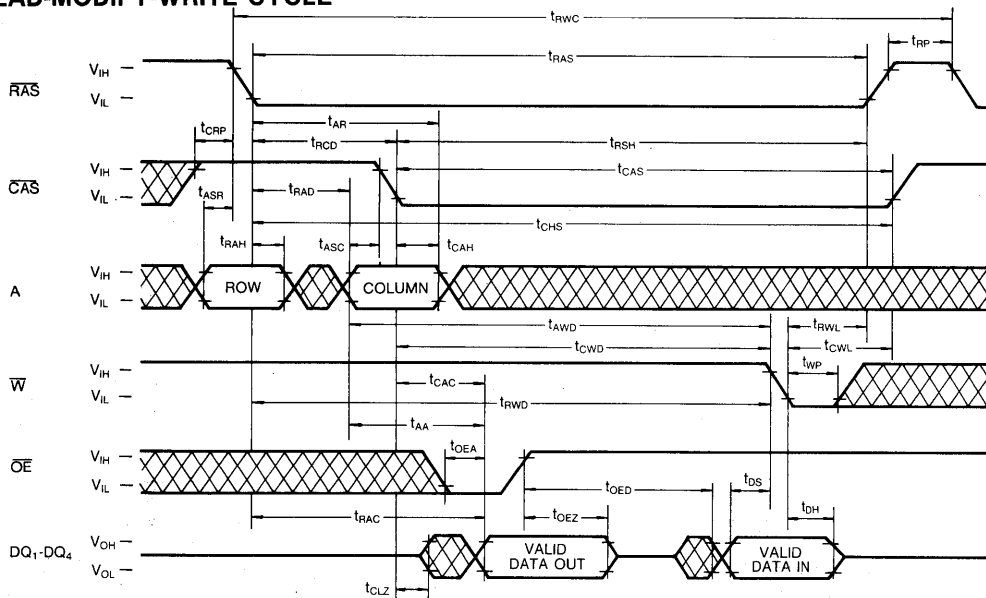 EAD-MODIFY-WRITE CYCLE
tRWC
tRP
tRAS
RAS
VIH
VIL
tAR
tCRP
tRCD
tRSH
CAS
VIH
VIL
tCAS
tASR
tRAD
tCHS
tRAH
tASC
tCAH
A
VIH
VIL
ROW
COLUMN
tAWD
tRWL
tCWD
tCWL
W
VIH
VIL
tWP
tCAC
tRWD
tAA
OE
VIH
VIL
tOEA
tOED
tDS
tOEZ
tDH
tRAC
DQ1-DQ4
VOH
VOL
VALID
DATA OUT
VALID
DATA IN
tCLZ